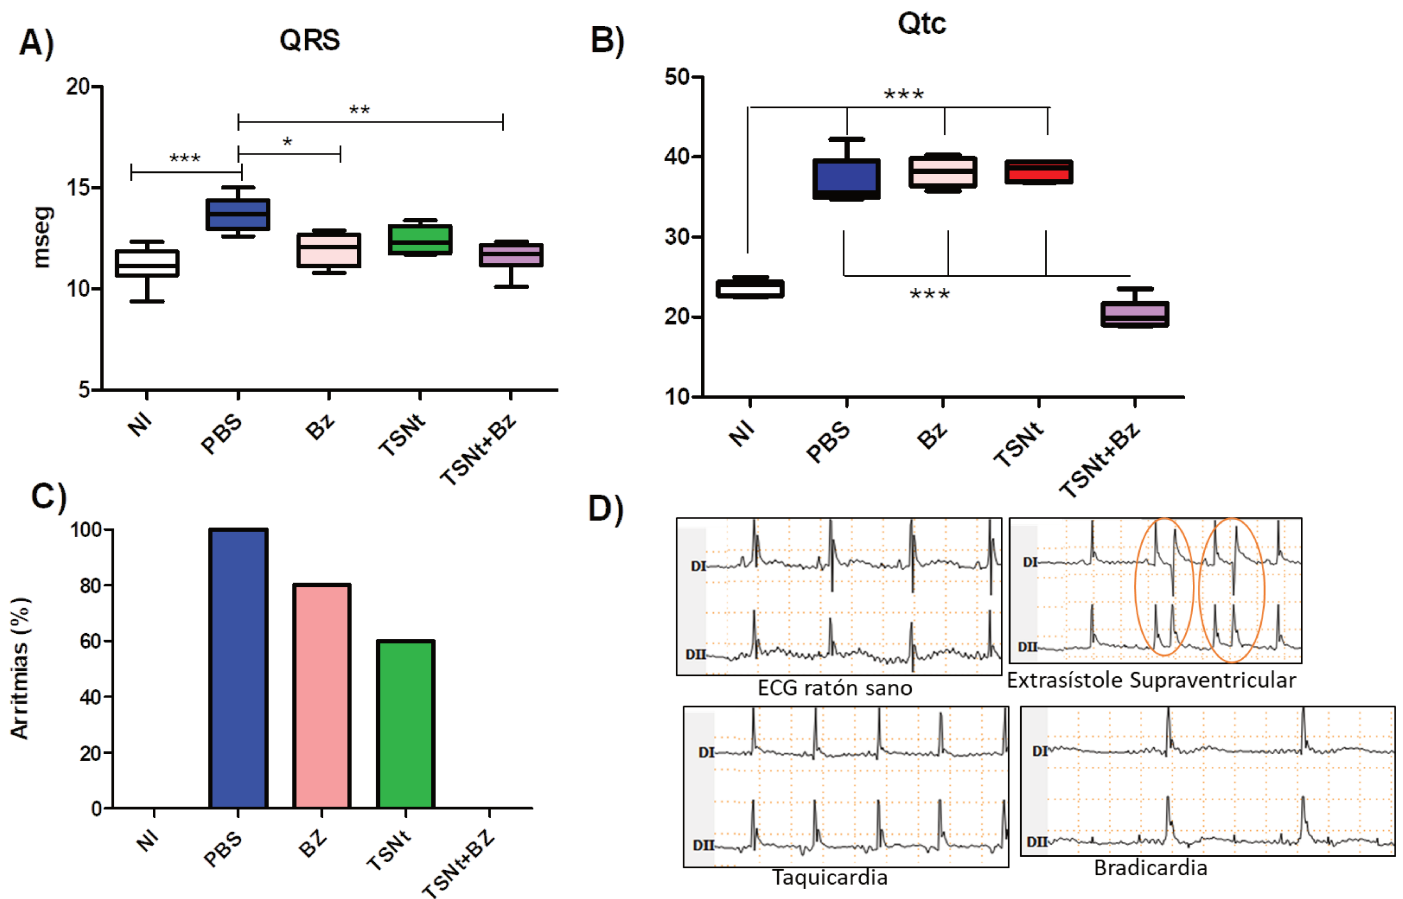 A)
QRS
mseg
20
15
10
5
***
*
**
NI
PBS
Bz
TSNt
TSNt+Bz
B)
Qtc
50
40
30
20
10
***
***
NI
PBS
Bz
TSNt
TSNt+Bz
C)
Arritmias (%)
100
80
60
40
20
0
NI
PBS
BZ
TSNt
TSNt+BZ
D)
DI
DII
ECG ratón sano
DI
DII
Extrasístole Supraventricular
DI
DII
Taquicardia
DI
DII
Bradicardia